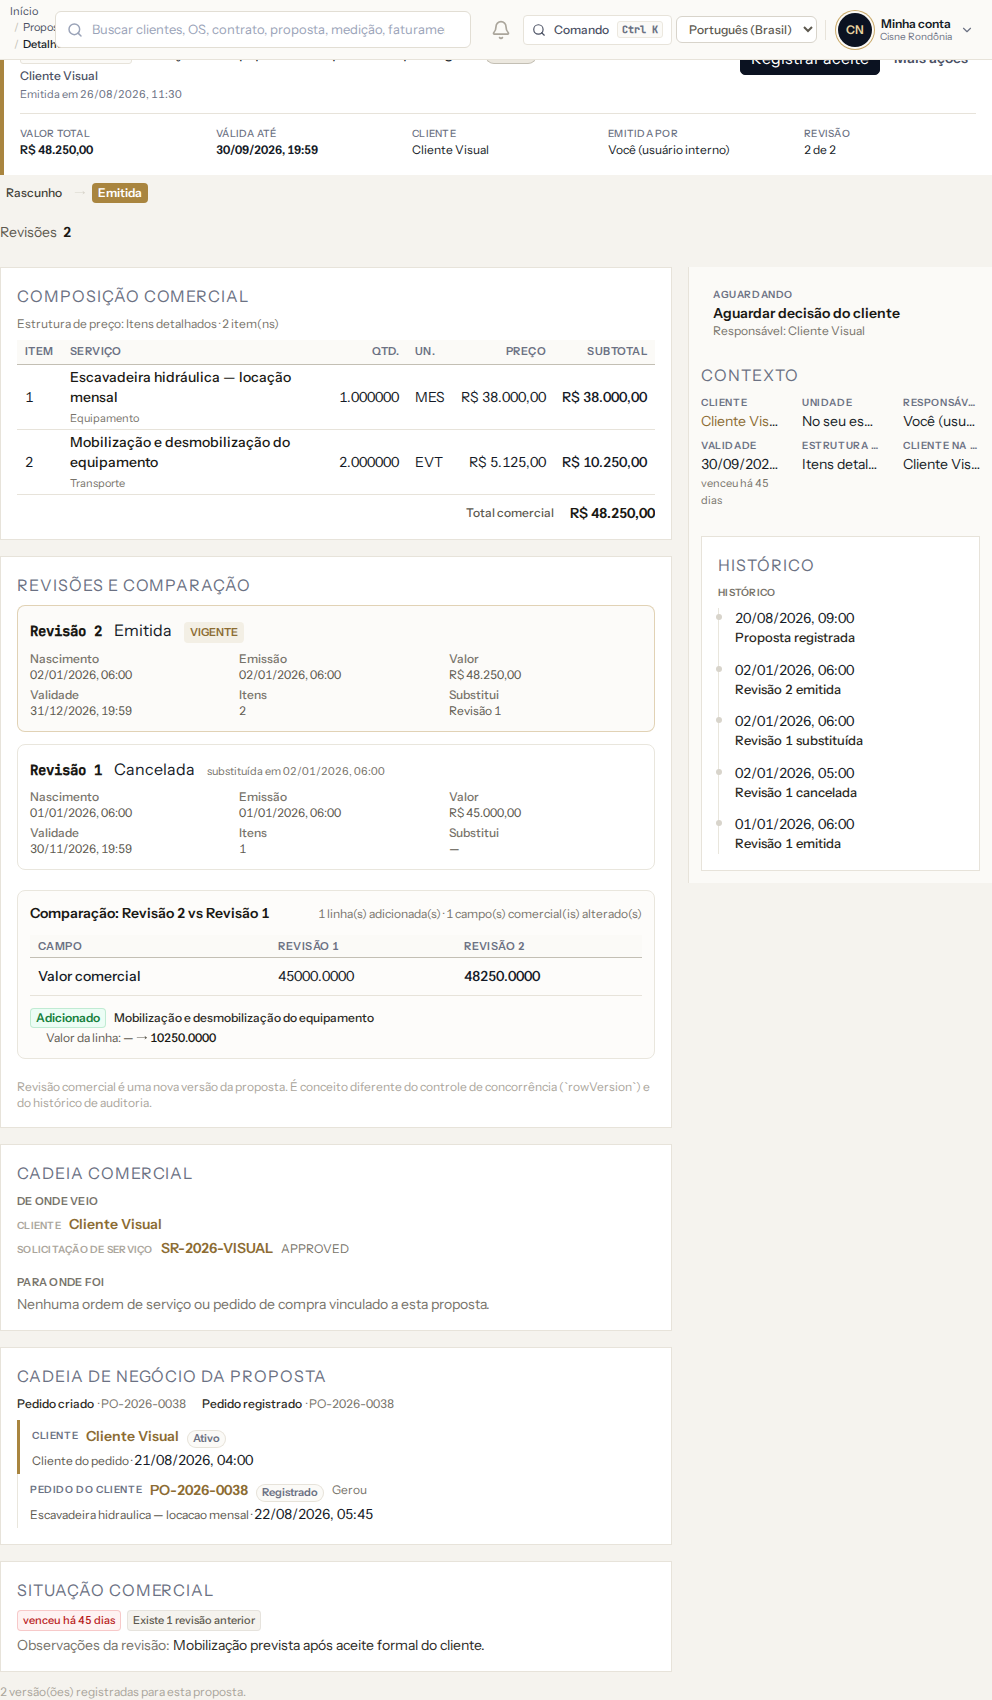 Início
/ Propos
/ Detalh
Buscar clientes, OS, contrato, proposta, medição, faturame
Comando Ctrl K
Português (Brasil)
CN
Minha conta
Cisne Rondônia
Registrar aceite
Mais ações
Cliente Visual
Emitida em 26/08/2026, 11:30
VALOR TOTAL
R$ 48.250,00
VÁLIDA ATÉ
30/09/2026, 19:59
CLIENTE
Cliente Visual
EMITIDA POR
Você (usuário interno)
REVISÃO
2 de 2
Rascunho → Emitida
Revisões 2
COMPOSIÇÃO COMERCIAL
Estrutura de preço: Itens detalhados · 2 item(ns)
ITEM SERVIÇO QTD. UN. PREÇO SUBTOTAL
1 Escavadeira hidráulica — locação mensal 1.000000 MES R$ 38.000,00 R$ 38.000,00
Equipamento
2 Mobilização e desmobilização do equipamento 2.000000 EVT R$ 5.125,00 R$ 10.250,00
Transporte
Total comercial R$ 48.250,00
REVISÕES E COMPARAÇÃO
Revisão 2 Emitida VIGENTE
Nascimento Emissão Valor
02/01/2026, 06:00 02/01/2026, 06:00 R$ 48.250,00
Validade Itens Substitui
31/12/2026, 19:59 2 Revisão 1
Revisão 1 Cancelada substituída em 02/01/2026, 06:00
Nascimento Emissão Valor
01/01/2026, 06:00 01/01/2026, 06:00 R$ 45.000,00
Validade Itens Substitui
30/11/2026, 19:59 1 —
Comparação: Revisão 2 vs Revisão 1 1 linha(s) adicionada(s) · 1 campo(s) comercial(is) alterado(s)
CAMPO REVISÃO 1 REVISÃO 2
Valor comercial 45000.0000 48250.0000
Adicionado Mobilização e desmobilização do equipamento
Valor da linha: — → 10250.0000
Revisão comercial é uma nova versão da proposta. É conceito diferente do controle de concorrência (`rowVersion`) e
do histórico de auditoria.
CADEIA COMERCIAL
DE ONDE VEIO
CLIENTE Cliente Visual
SOLICITAÇÃO DE SERVIÇO SR-2026-VISUAL APPROVED
PARA ONDE FOI
Nenhuma ordem de serviço ou pedido de compra vinculado a esta proposta.
CADEIA DE NEGÓCIO DA PROPOSTA
Pedido criado · PO-2026-0038 Pedido registrado · PO-2026-0038
CLIENTE Cliente Visual Ativo
Cliente do pedido · 21/08/2026, 04:00
PEDIDO DO CLIENTE PO-2026-0038 Registrado Gerou
Escavadeira hidraulica — locacao mensal · 22/08/2026, 05:45
SITUAÇÃO COMERCIAL
venceu há 45 dias Existe 1 revisão anterior
Observações da revisão: Mobilização prevista após aceite formal do cliente.
2 versão(ões) registradas para esta proposta.
AGUARDANDO
Aguardar decisão do cliente
Responsável: Cliente Visual
CONTEXTO
CLIENTE UNIDADE RESPONSÁV...
Cliente Vis... No seu es... Você (usu...
VALIDADE ESTRUTURA ... CLIENTE NA ...
30/09/202... Itens detal... Cliente Vis...
venceu há 45
dias
HISTÓRICO
HISTÓRICO
20/08/2026, 09:00
Proposta registrada
02/01/2026, 06:00
Revisão 2 emitida
02/01/2026, 06:00
Revisão 1 substituída
02/01/2026, 05:00
Revisão 1 cancelada
01/01/2026, 06:00
Revisão 1 emitida